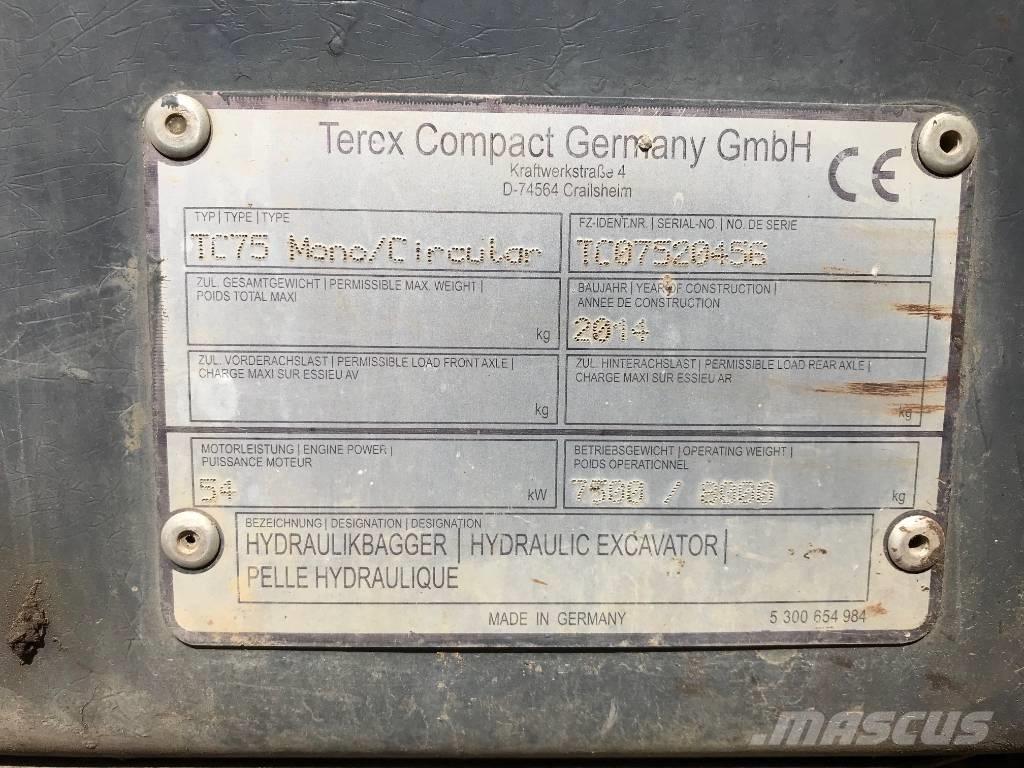 Terex Compact Germany GmbH
Kraftwerkstraße 4
D-74564 Crailsheim
CE
TYP | TYPE | TYPE
TC75 Mono/Circular
FZ-IDENT.NR. | SERIAL-NO. | NO. DE SERIE
TC07520456
ZUL. GESAMTGEWICHT | PERMISSIBLE MAX. WEIGHT |
POIDS TOTAL MAXI
kg
BAUJAHR | YEAR OF CONSTRUCTION |
ANNEE DE CONSTRUCTION
2014
ZUL. VORDERACHSLAST | PERMISSIBLE LOAD FRONT AXLE |
CHARGE MAXI SUR ESSIEU AV
kg
ZUL. HINTERACHSLAST | PERMISSIBLE LOAD REAR AXLE |
CHARGE MAXI SUR ESSIEU AR
kg
MOTORLEISTUNG | ENGINE POWER |
PUISSANCE MOTEUR
54 kW
BETRIEBSGEWICHT | OPERATING WEIGHT |
POIDS OPERATIONNEL
7500 / 8000 kg
BEZEICHNUNG | DESIGNATION | DESIGNATION
HYDRAULIKBAGGER | HYDRAULIC EXCAVATOR |
PELLE HYDRAULIQUE
MADE IN GERMANY
5 300 654 984
MASCUS